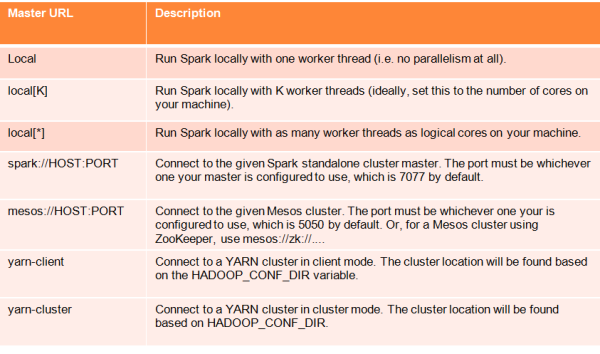 Master URL Description
Local Run Spark locally with one worker thread (i.e. no parallelism at all).
local[K] Run Spark locally with K worker threads (ideally, set this to the number of cores on
your machine).
local[*] Run Spark locally with as many worker threads as logical cores on your machine.
spark://HOST:PORT Connect to the given Spark standalone cluster master. The port must be whichever
one your master is configured to use, which is 7077 by default.
mesos://HOST:PORT Connect to the given Mesos cluster. The port must be whichever one your is
configured to use, which is 5050 by default. Or, for a Mesos cluster using
ZooKeeper, use mesos://zk://....
yarn-client Connect to a YARN cluster in client mode. The cluster location will be found based
on the HADOOP_CONF_DIR variable.
yarn-cluster Connect to a YARN cluster in cluster mode. The cluster location will be found
based on HADOOP_CONF_DIR.